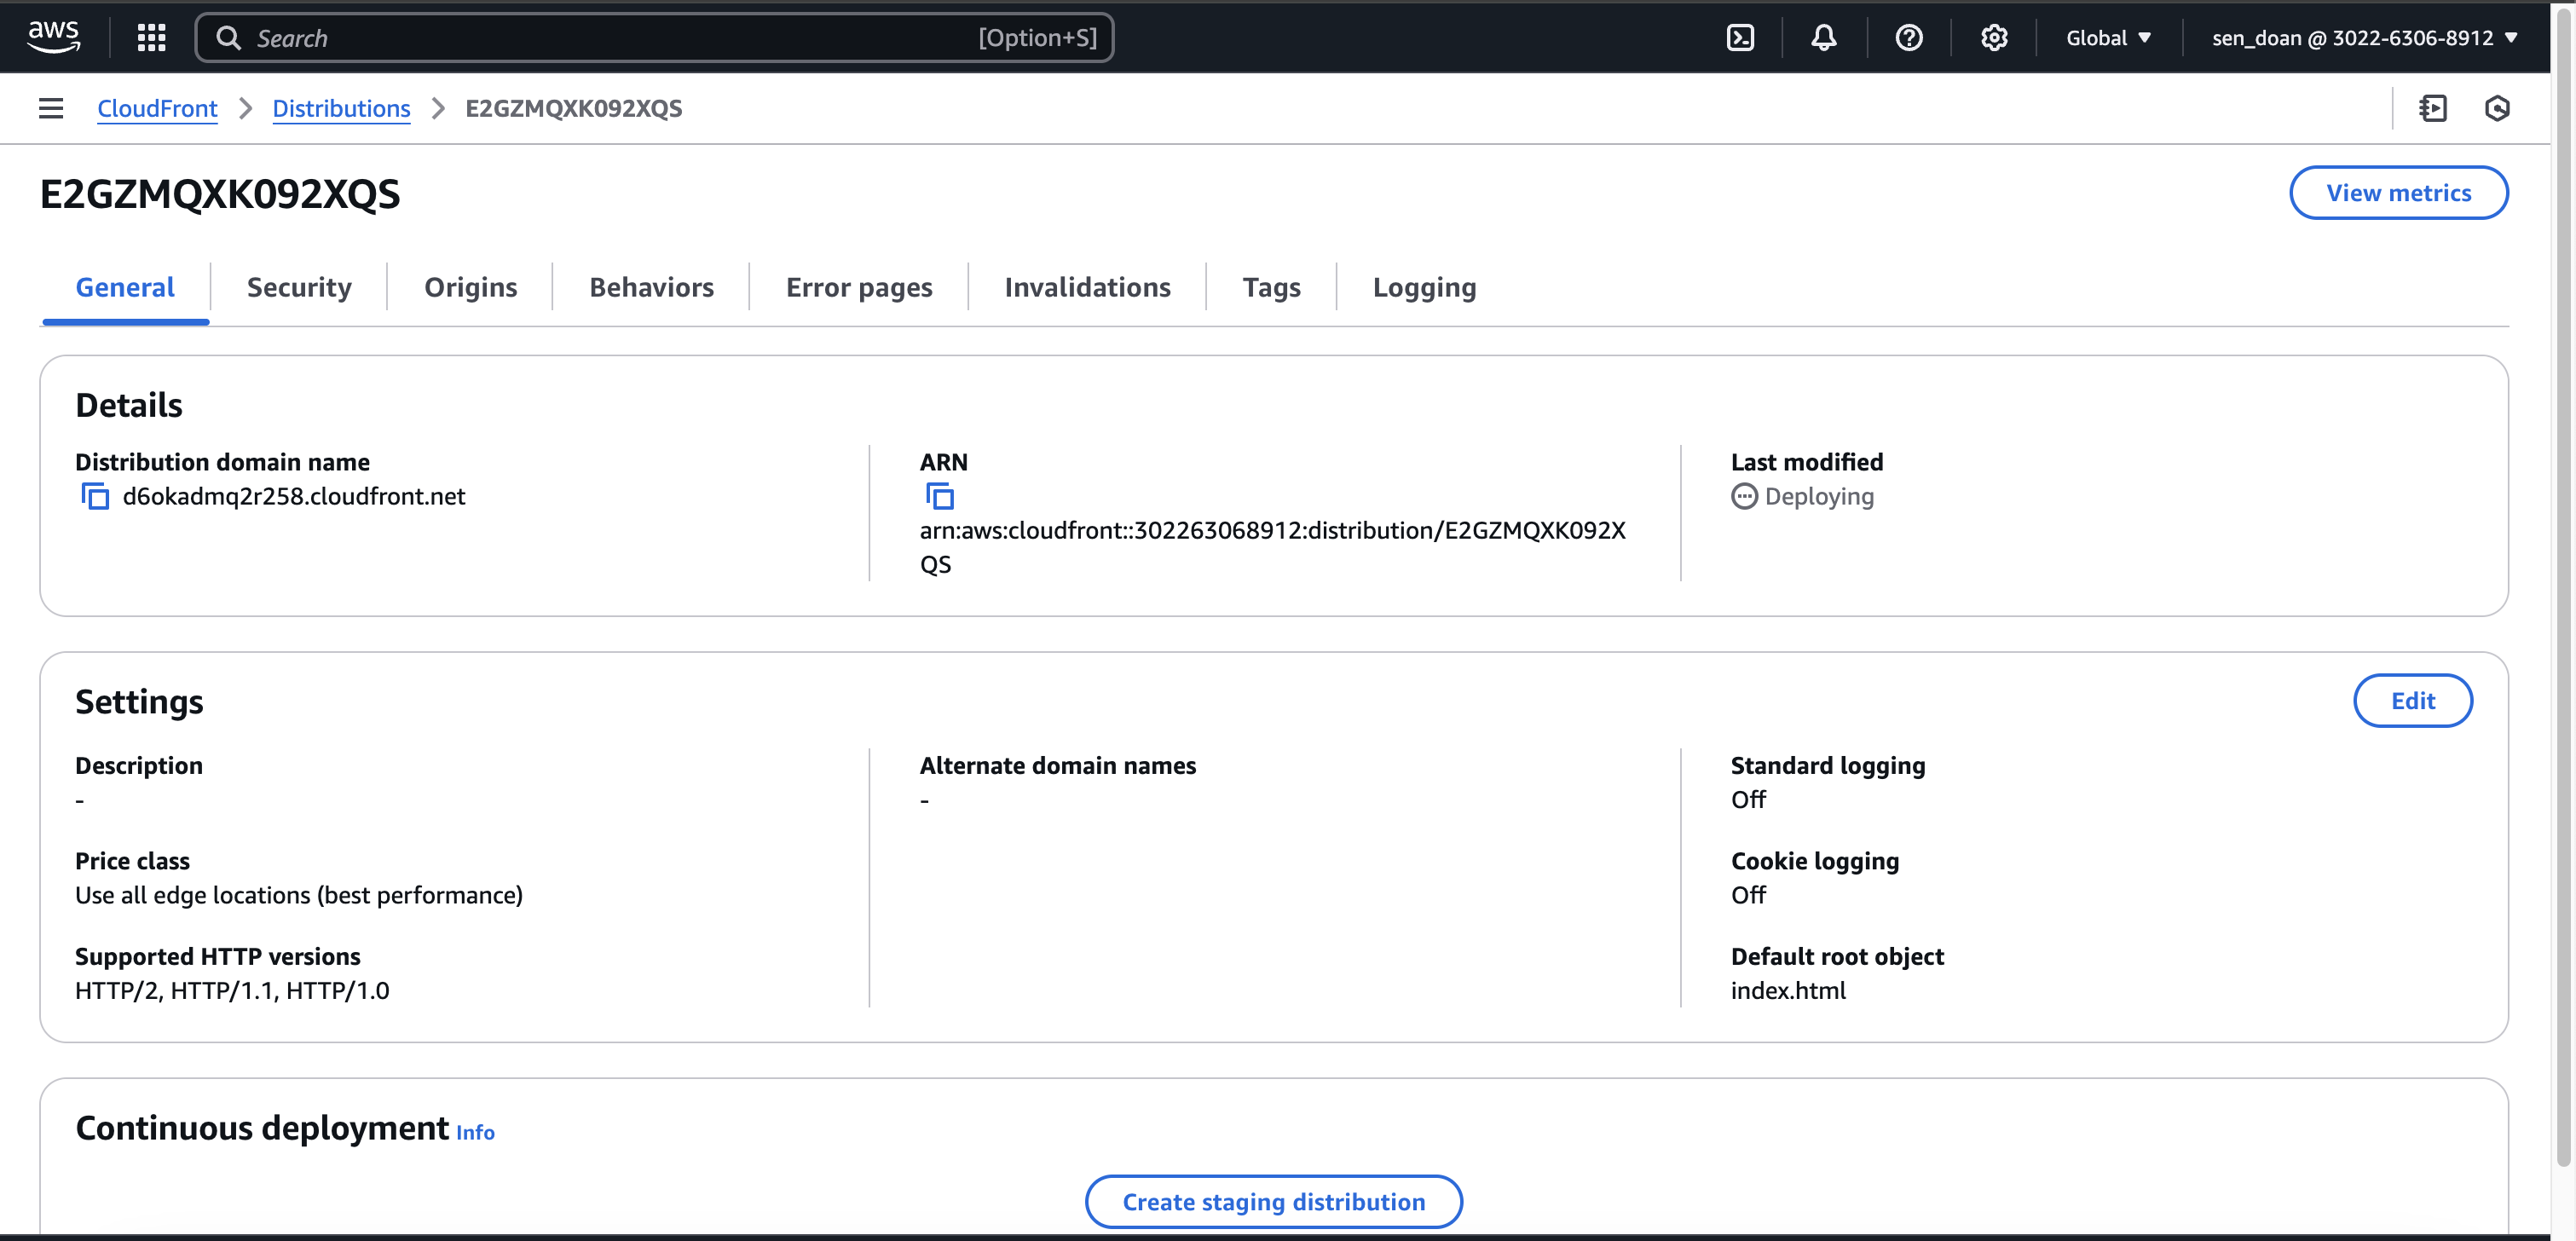 aws
Search [Option+S]
Global ▼
sen_doan @ 3022-6306-8912 ▼
CloudFront > Distributions > E2GZMQXK092XQS
E2GZMQXK092XQS
View metrics
General
Security
Origins
Behaviors
Error pages
Invalidations
Tags
Logging
Details
Distribution domain name
d6okadmq2r258.cloudfront.net
ARN
arn:aws:cloudfront::302263068912:distribution/E2GZMQXK092X
QS
Last modified
Deploying
Settings
Edit
Description
-
Price class
Use all edge locations (best performance)
Supported HTTP versions
HTTP/2, HTTP/1.1, HTTP/1.0
Alternate domain names
-
Standard logging
Off
Cookie logging
Off
Default root object
index.html
Continuous deployment Info
Create staging distribution